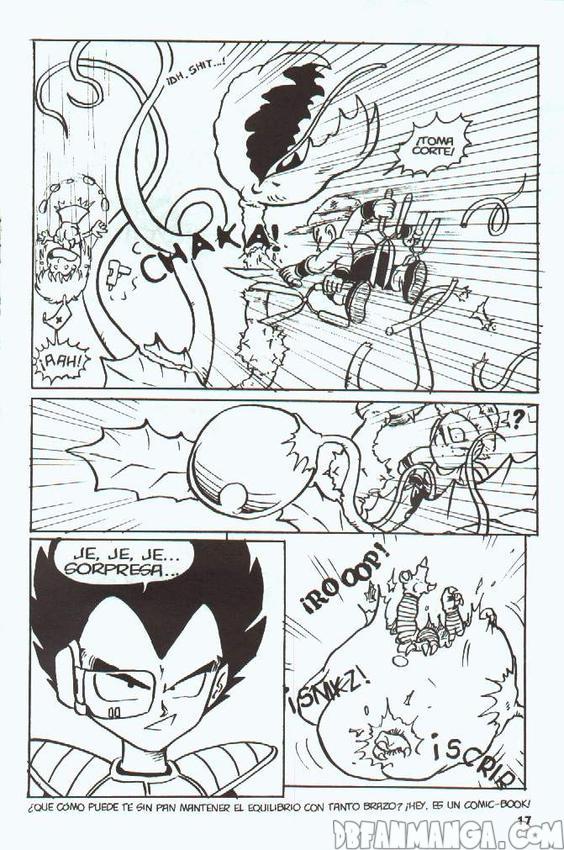 ¡OH, SHIT...!
¡TOMA
CORTE!
CHAKA!
¡AAH!
?
JE, JE, JE...
SORPRESA...
¡ROOOP!
¡SNIKZ!
¡SCRIP
¿QUE CÓMO PUEDE TE SIN PAN MANTENER EL EQUILIBRIO CON TANTO BRAZO? ¡HEY, ES UN COMIC-BOOK!
17
DBFANMANGA.COM